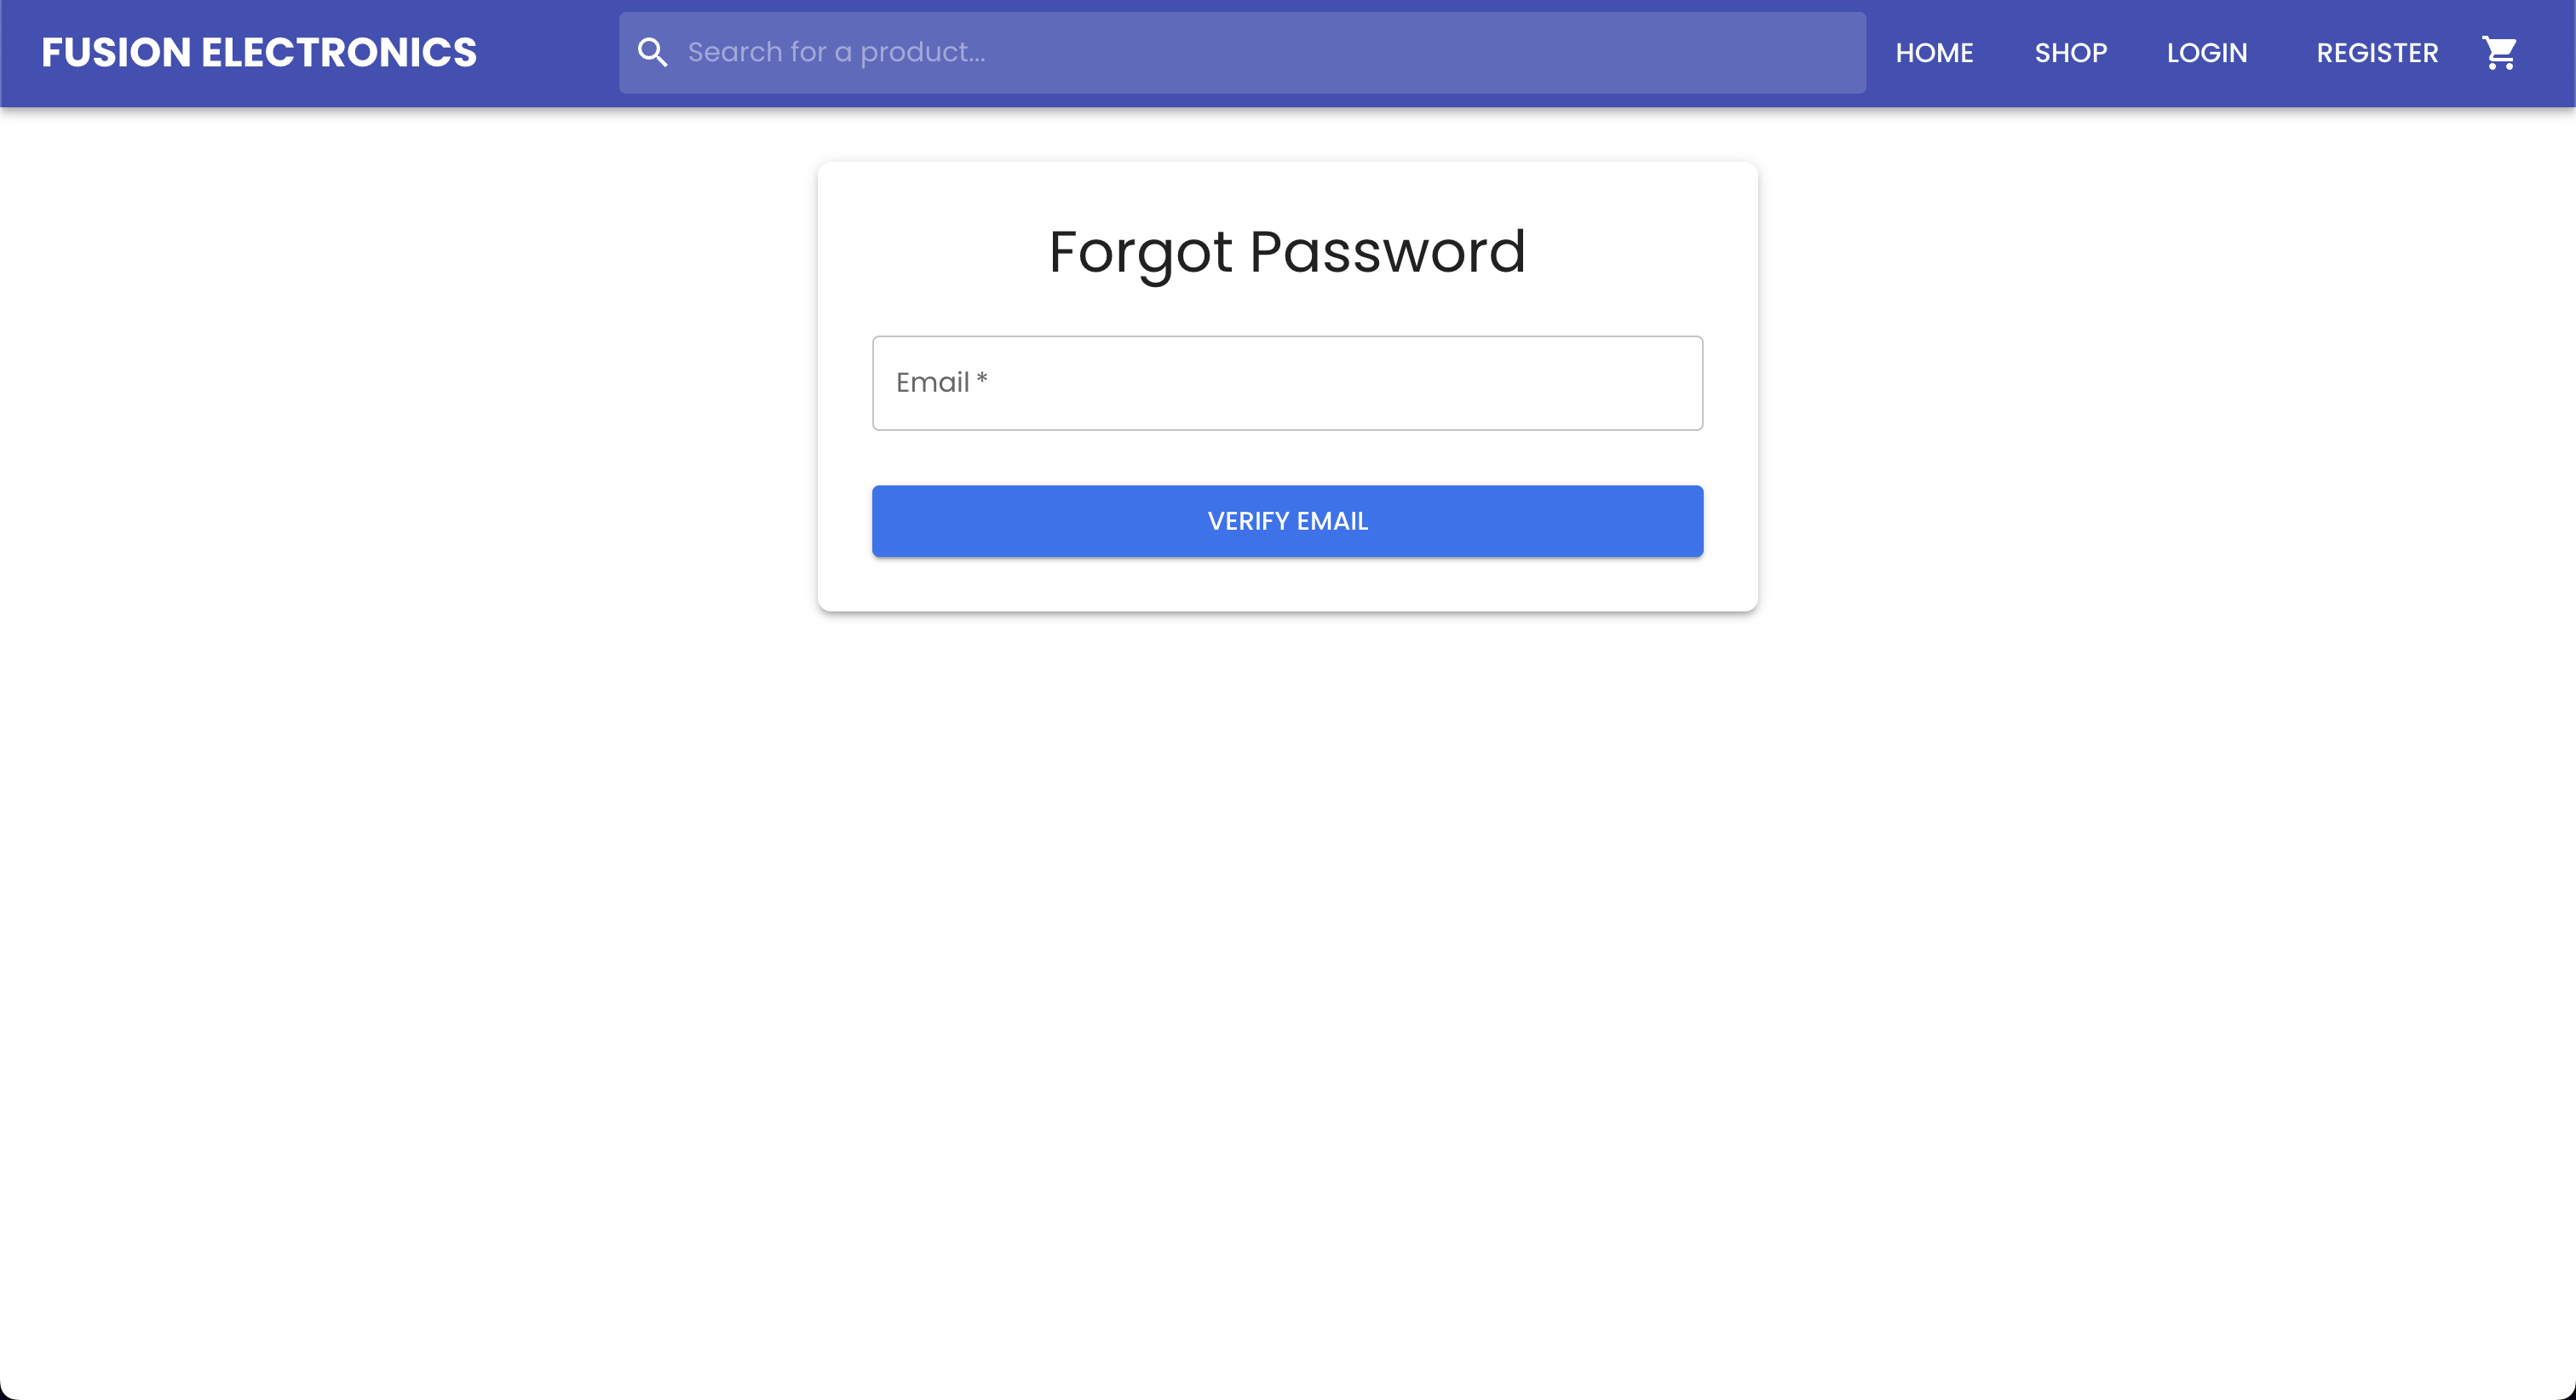 FUSION ELECTRONICS
Search for a product...
HOME
SHOP
LOGIN
REGISTER
Forgot Password
Email *
VERIFY EMAIL